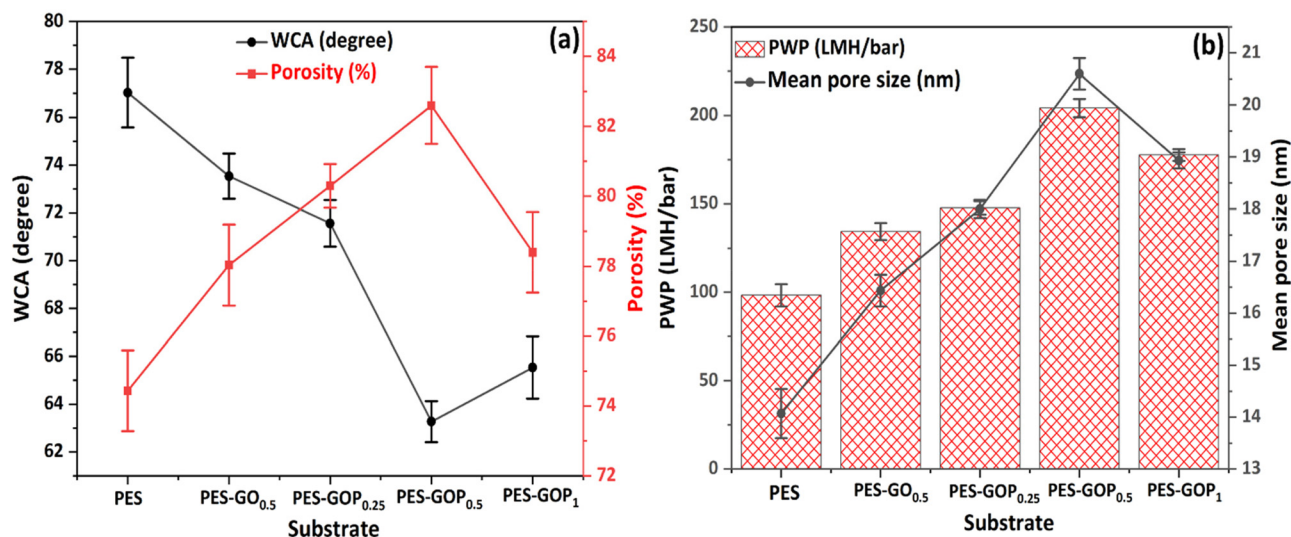 (a)
WCA (degree)
Porosity (%)
WCA (degree)
80
78
76
74
72
70
68
66
64
62
Porosity (%)
84
82
80
78
76
74
72
PES
PES-GO0.5
PES-GOP0.25
PES-GOP0.5
PES-GOP1
Substrate
(b)
PWP (LMH/bar)
Mean pore size (nm)
PWP (LMH/bar)
250
200
150
100
50
0
Mean pore size (nm)
21
20
19
18
17
16
15
14
13
PES
PES-GO0.5
PES-GOP0.25
PES-GOP0.5
PES-GOP1
Substrate